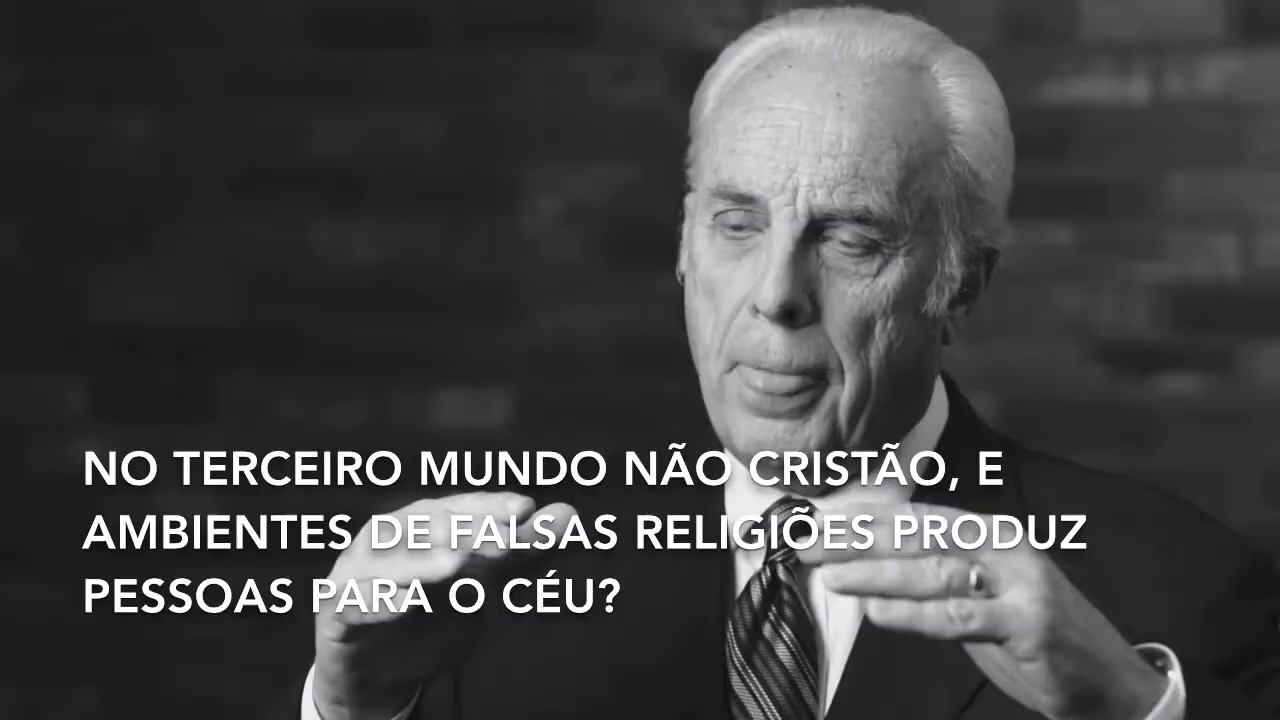 NO TERCEIRO MUNDO NÃO CRISTÃO, E
AMBIENTES DE FALSAS RELIGIÕES PRODUZ
PESSOAS PARA O CÉU?